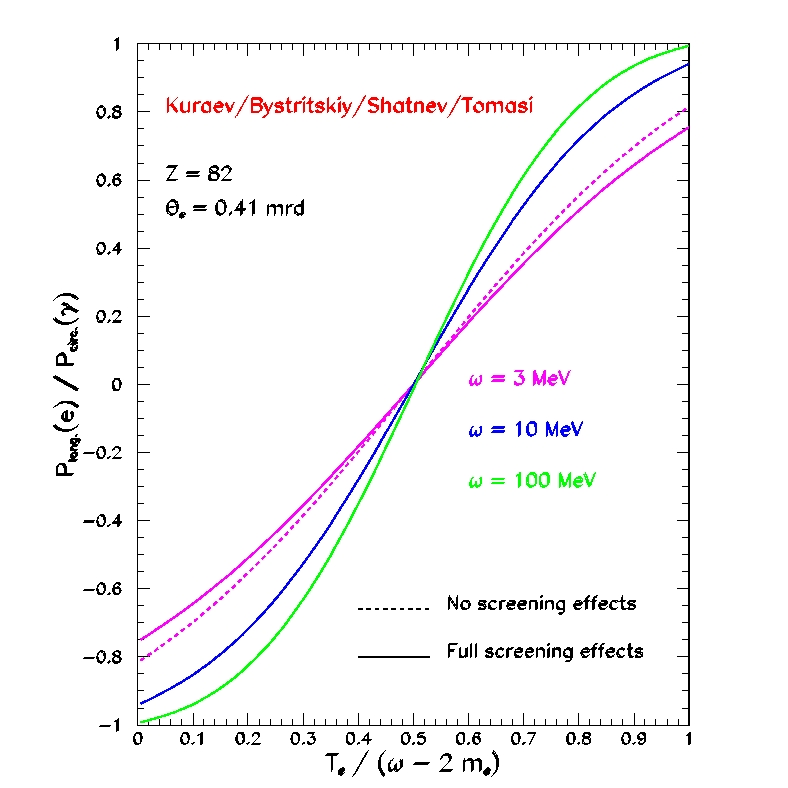 Kuraev/Bystritskiy/Shatnev/Tomasi
Z = 82
θe = 0.41 mrd
ω = 3 MeV
ω = 10 MeV
ω = 100 MeV
No screening effects
Full screening effects
Plong.(e) / Pcirc.(γ)
1
0.8
0.6
0.4
0.2
0
−0.2
−0.4
−0.6
−0.8
−1
0 0.1 0.2 0.3 0.4 0.5 0.6 0.7 0.8 0.9 1
Te / (ω − 2 me)